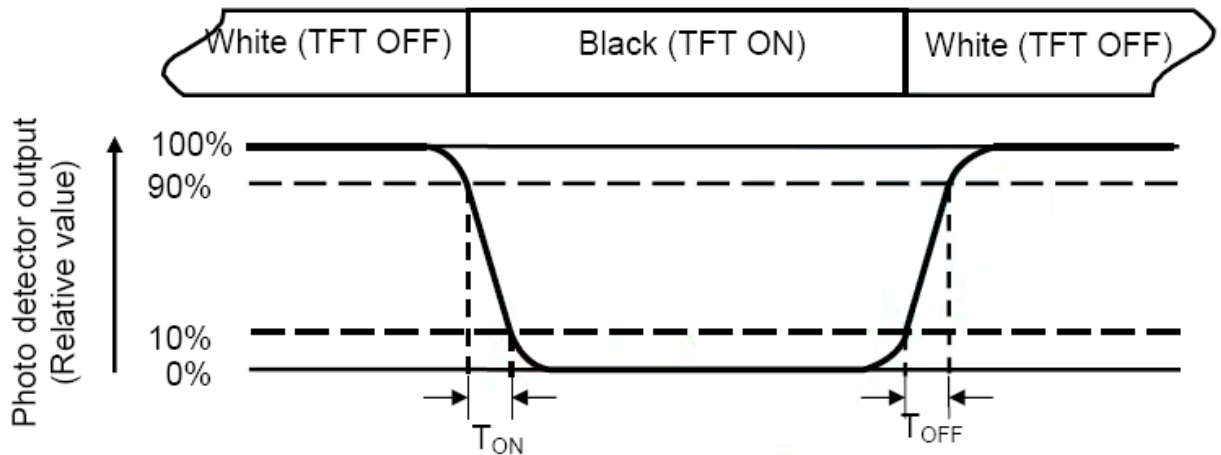 White (TFT OFF)
Black (TFT ON)
White (TFT OFF)
Photo detector output
(Relative value)
100%
90%
10%
0%
TON
TOFF